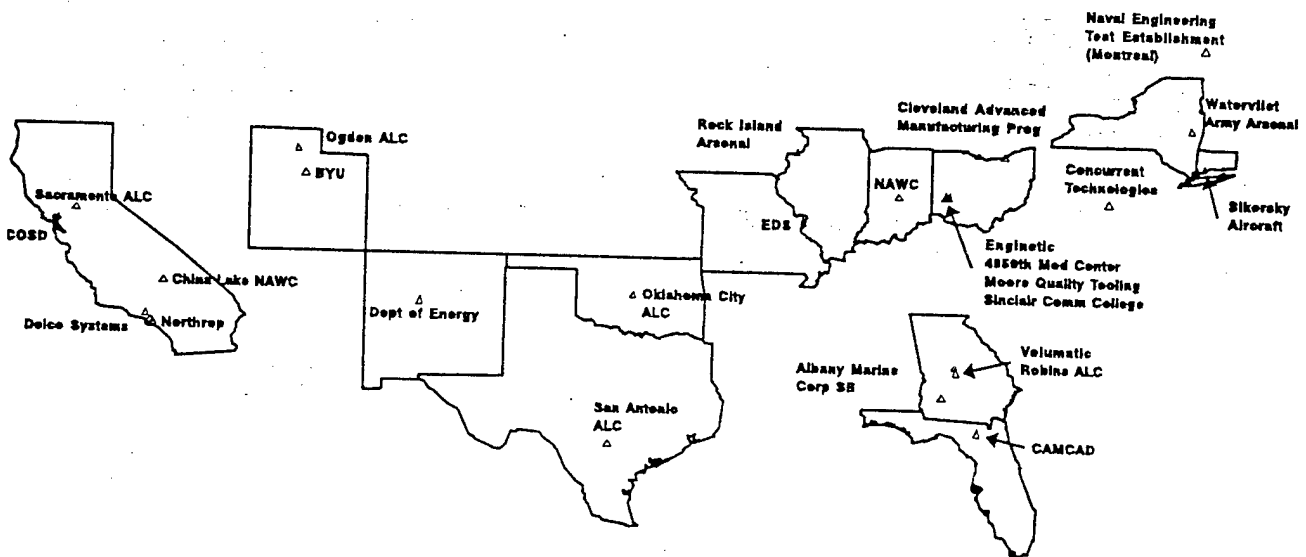 Naval Engineering
Test Establishment
(Montreal)
Cleveland Advanced
Manufacturing Prog
Watervliet
Army Arsenal
Rock Island
Arsenal
Ogden ALC
BYU
NAWC
Concurrent
Technologies
Sacramento ALC
EDS
Sikorsky
Aircraft
COSD
Enginetic
4950th Med Center
Moore Quality Tooling
Sinclair Comm College
China Lake NAWC
Oklahoma City
ALC
Dept of Energy
Delco Systems
Northrop
Volumatic
Robins ALC
Albany Marine
Corp SB
San Antonio
ALC
CAMCAD